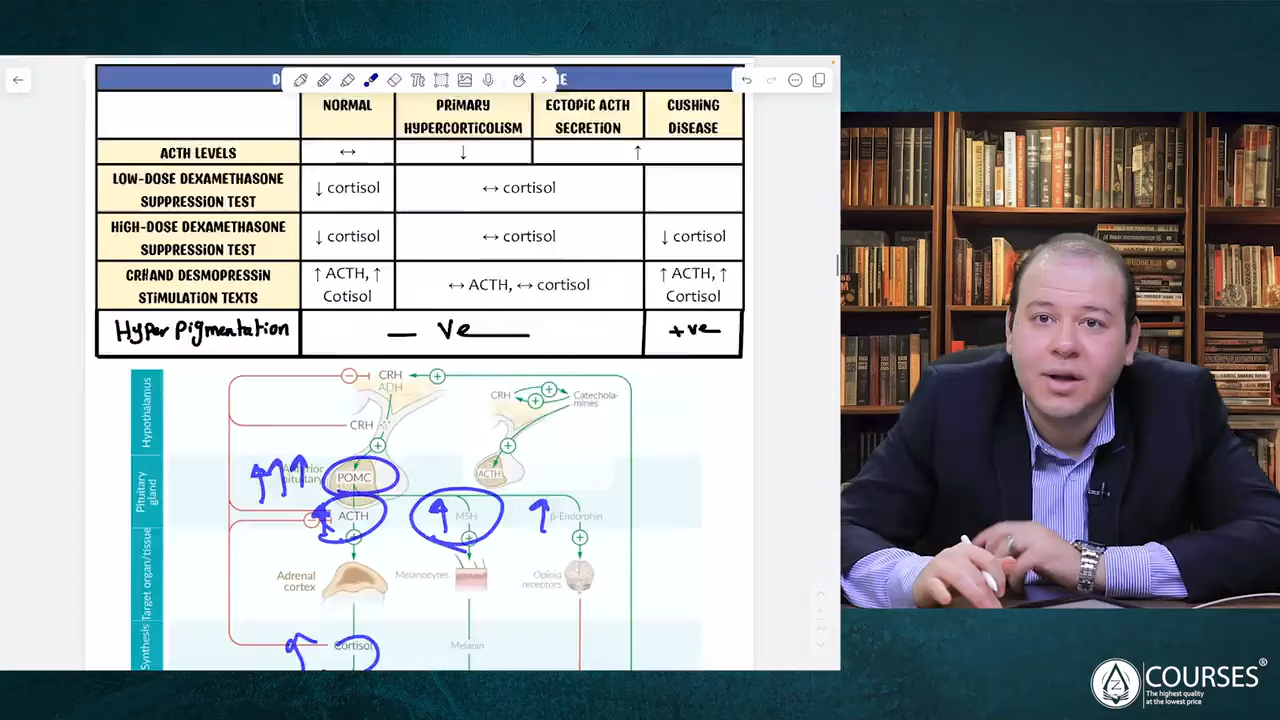 D
NE
NORMAL
PRIMARY
HYPERCORTICOLISM
ECTOPIC ACTH
SECRETION
CUSHING
DISEASE
ACTH LEVELS
↔
↓
↑
LOW-DOSE DEXAMETHASONE
SUPPRESSION TEST
↓ cortisol
↔ cortisol
HIGH-DOSE DEXAMETHASONE
SUPPRESSION TEST
↓ cortisol
↔ cortisol
↓ cortisol
CRHAND DESMOPRESSIN
STIMULATION TEXTS
↑ ACTH, ↑
Cotisol
↔ ACTH, ↔ cortisol
↑ ACTH, ↑
Cortisol
Hyper pigmentation
— ve
+ve
Hypothalamus
CRH
ADH
CRH
CRH
Catechola-
mines
Pituitary
gland
POMC
ACTH
ACTH
MSH
β-Endorphin
Target organ/tissue
Adrenal
cortex
Melanocytes
Opioid
receptors
Synthesis
Cortisol
Melanin
AZ
COURSES®
The highest quality
at the lowest price